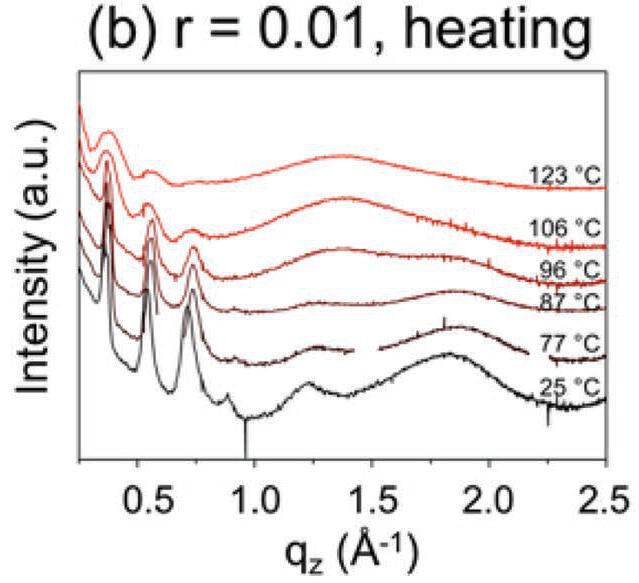 (b) r = 0.01, heating
Intensity (a.u.)
123 °C
106 °C
96 °C
87 °C
77 °C
25 °C
0.5 1.0 1.5 2.0 2.5
qz (Å-1)